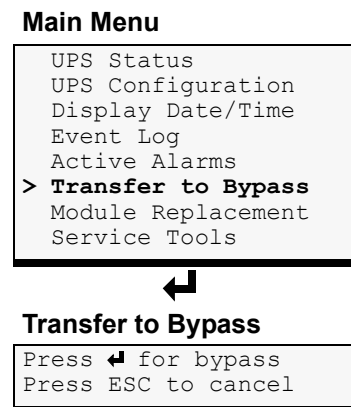 Main Menu
UPS Status
UPS Configuration
Display Date/Time
Event Log
Active Alarms
> Transfer to Bypass
Module Replacement
Service Tools
↵
Transfer to Bypass
Press ↵ for bypass
Press ESC to cancel